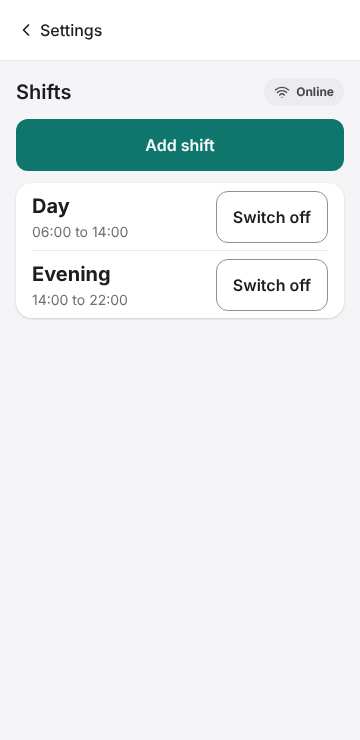 Settings
Shifts
Online
Add shift
Day
06:00 to 14:00
Switch off
Evening
14:00 to 22:00
Switch off